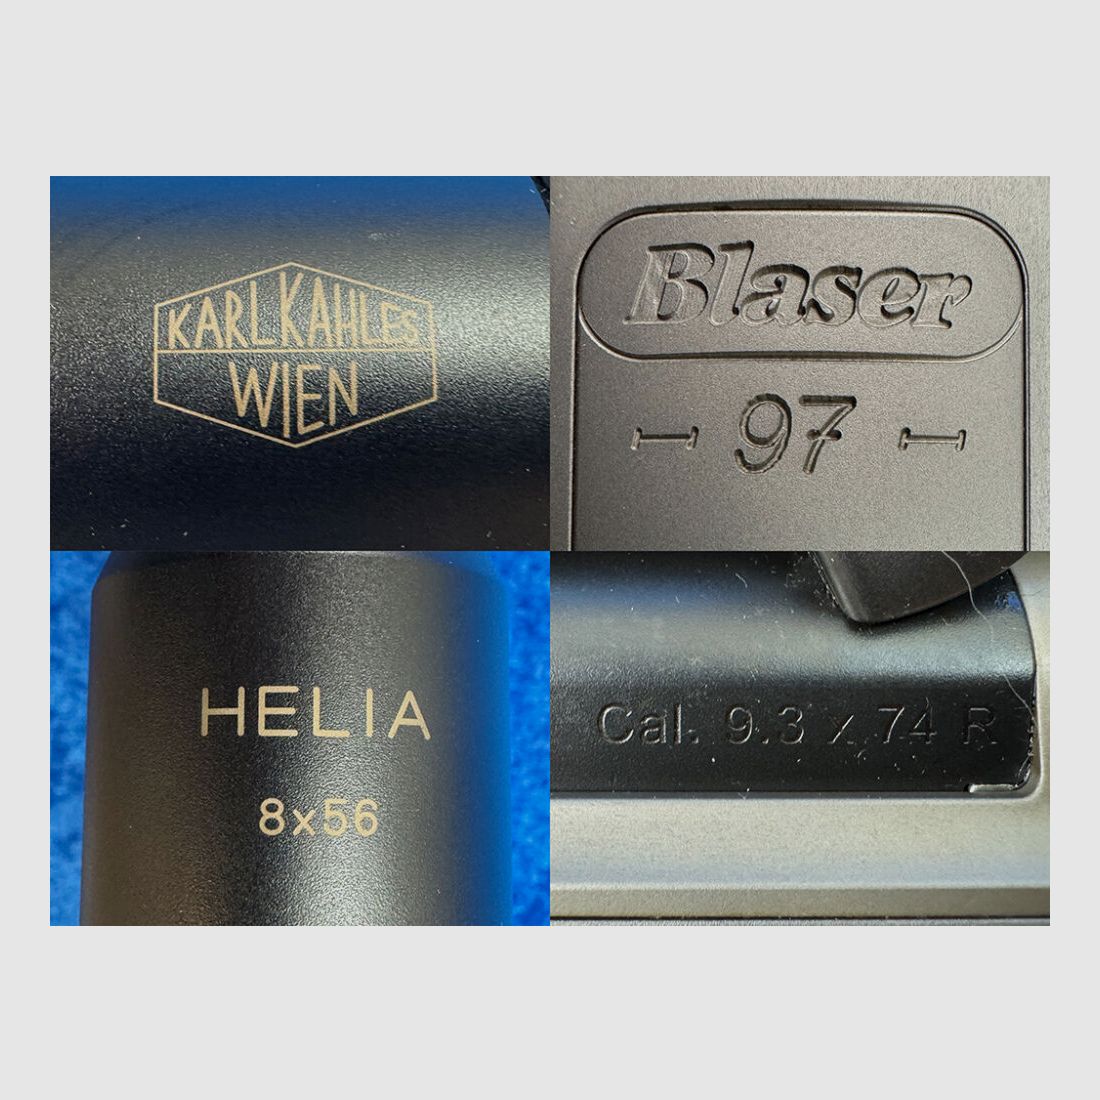 KARL KAHLES
WIEN
Blaser
97
HELIA
8x56
Cal. 9.3 x 74 R